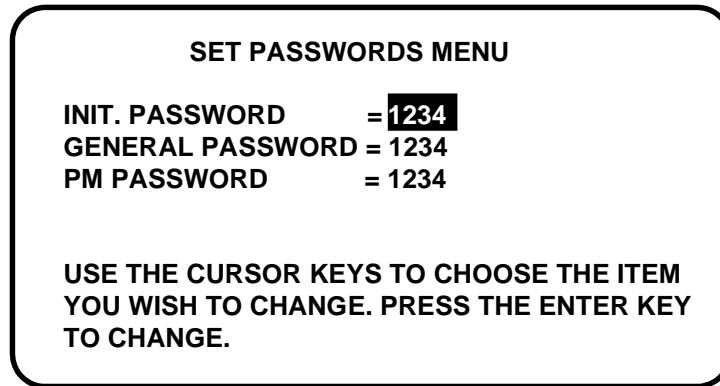 SET PASSWORDS MENU
INIT. PASSWORD = 1234
GENERAL PASSWORD = 1234
PM PASSWORD = 1234
USE THE CURSOR KEYS TO CHOOSE THE ITEM
YOU WISH TO CHANGE. PRESS THE ENTER KEY
TO CHANGE.